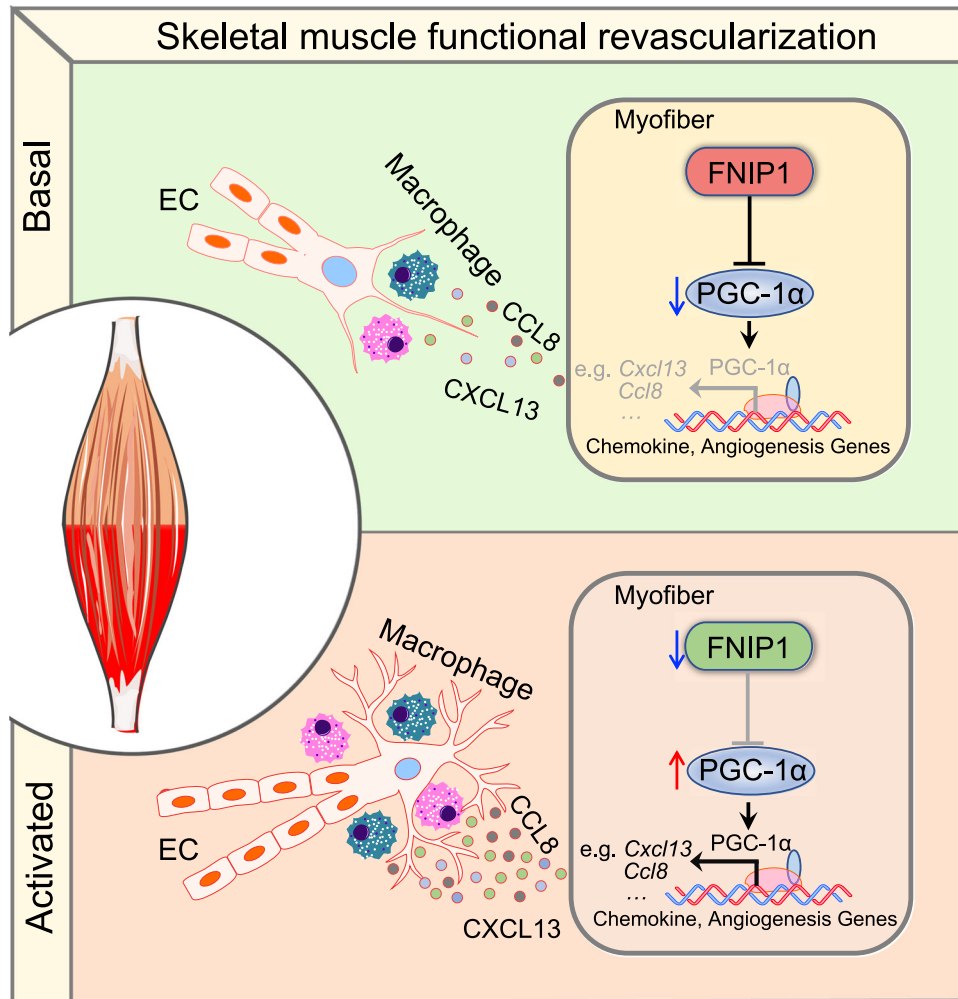 Skeletal muscle functional revascularization
Basal
EC
Macrophage
CCL8
CXCL13
Myofiber
FNIP1
PGC-1α
PGC-1α
e.g. Cxcl13
Ccl8
...
Chemokine, Angiogenesis Genes
Activated
EC
Macrophage
CCL8
CXCL13
Myofiber
FNIP1
PGC-1α
PGC-1α
e.g. Cxcl13
Ccl8
...
Chemokine, Angiogenesis Genes